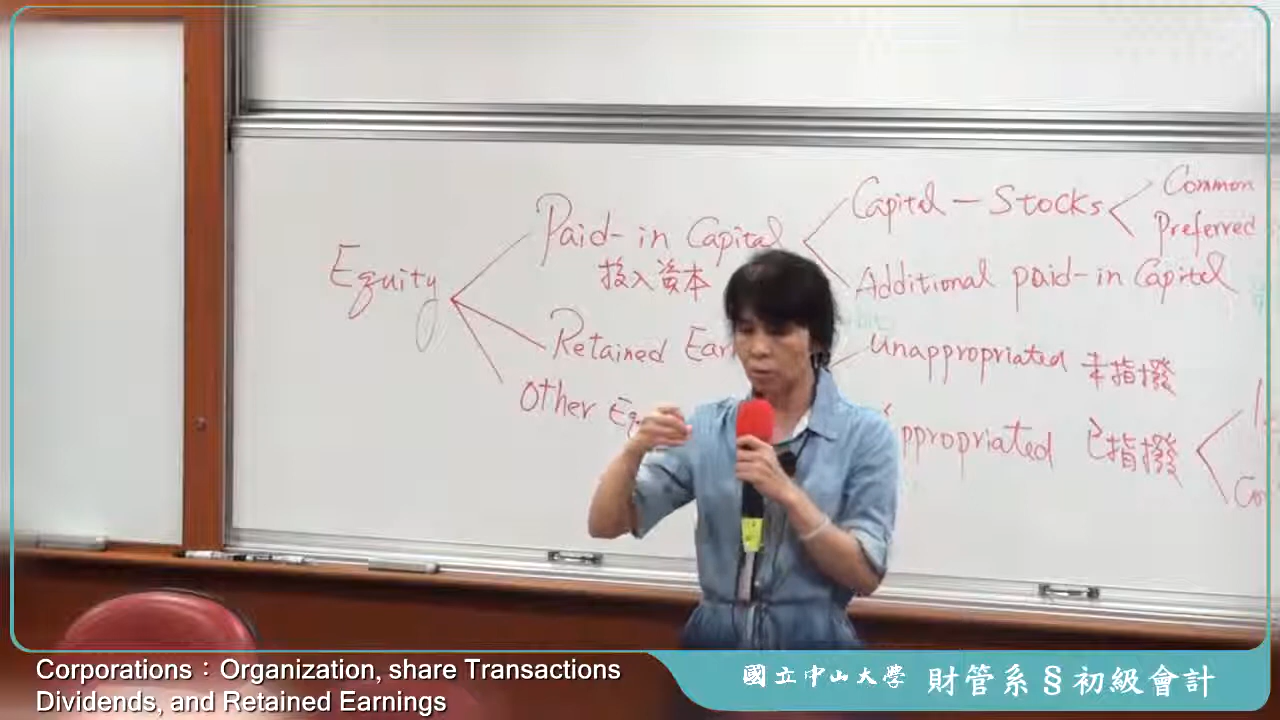 Equity
Paid-in Capital
投入資本
Capital — Stocks
Common
Preferred
Additional paid-in Capital
Retained
Unappropriated 未指撥
ppropriated 已指撥
Other
Corporations：Organization, share Transactions
Dividends, and Retained Earnings
國立中山大學 財管系§初級會計